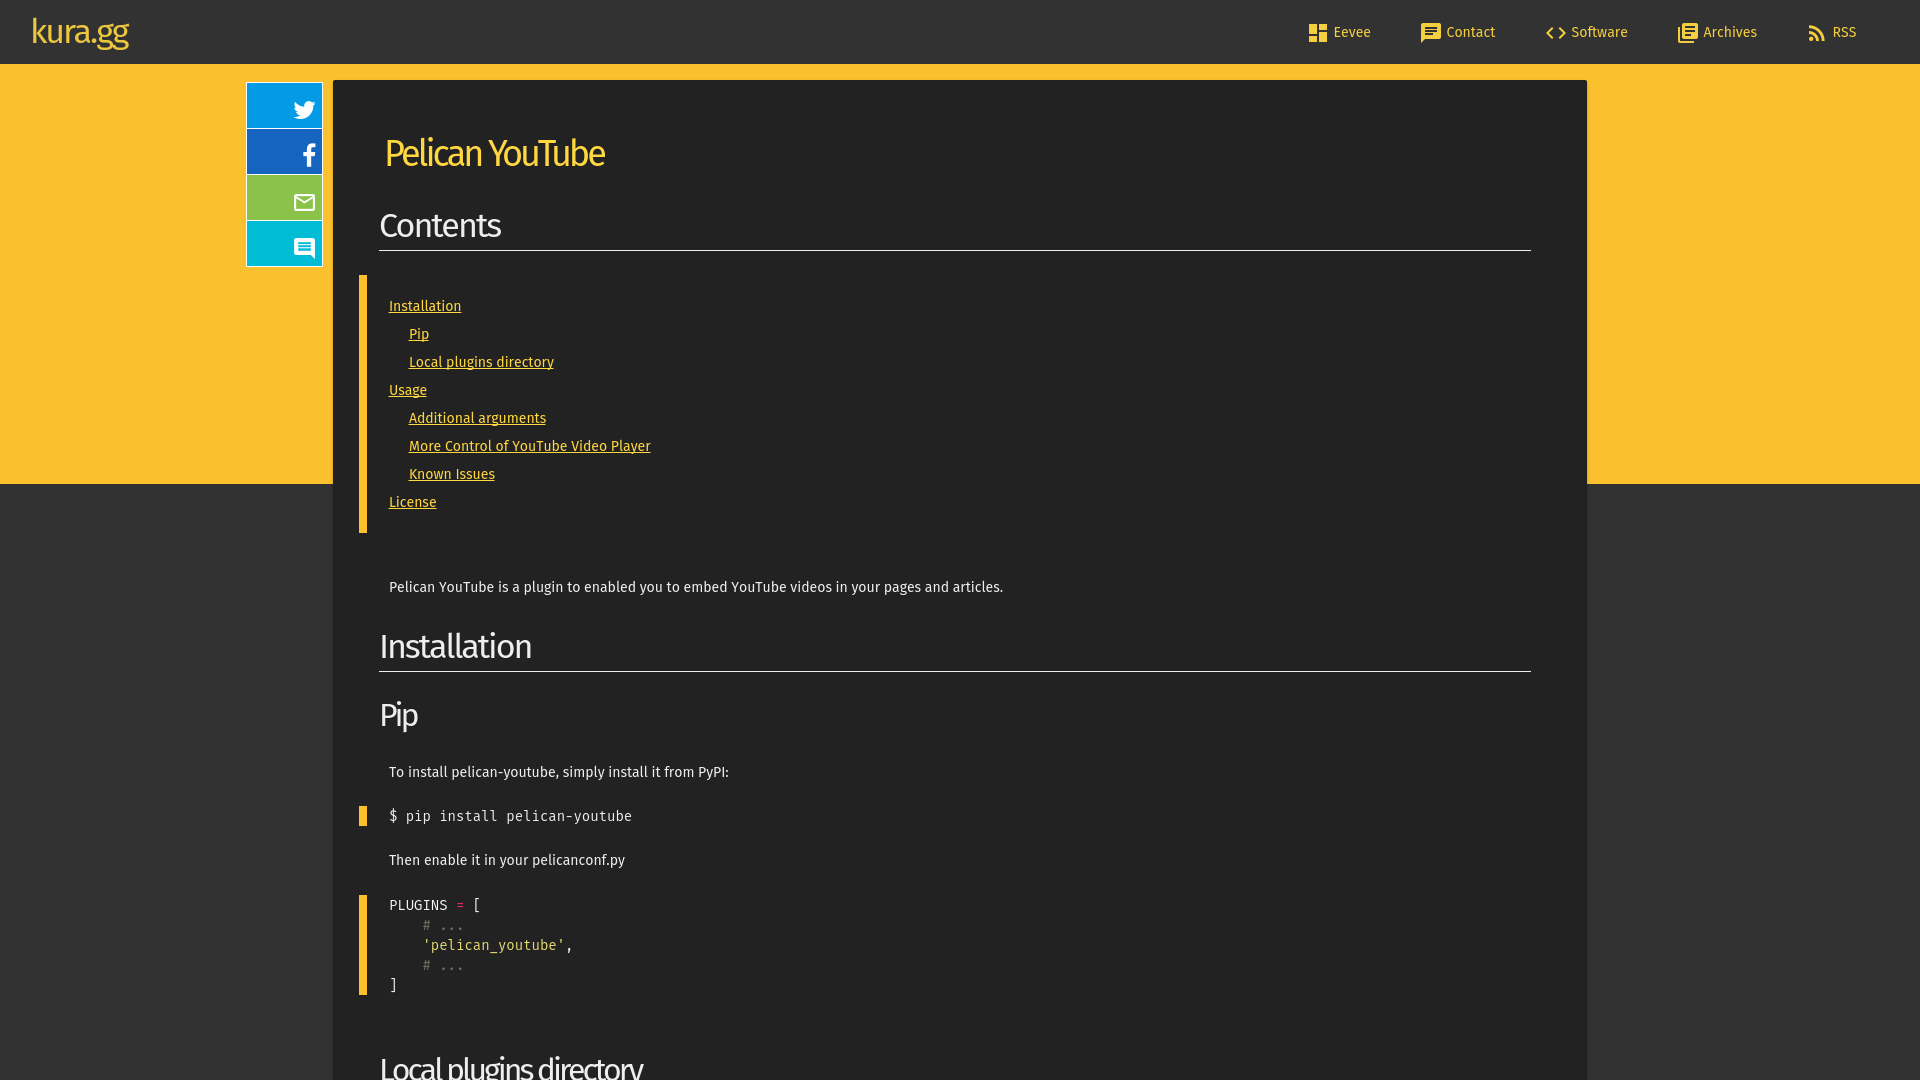 kura.gg
Eevee
Contact
Software
Archives
RSS
Pelican YouTube
Contents
Installation
Pip
Local plugins directory
Usage
Additional arguments
More Control of YouTube Video Player
Known Issues
License
Pelican YouTube is a plugin to enabled you to embed YouTube videos in your pages and articles.
Installation
Pip
To install pelican-youtube, simply install it from PyPI:
$ pip install pelican-youtube
Then enable it in your pelicanconf.py
PLUGINS = [
    # ...
    'pelican_youtube',
    # ...
]
Local plugins directory